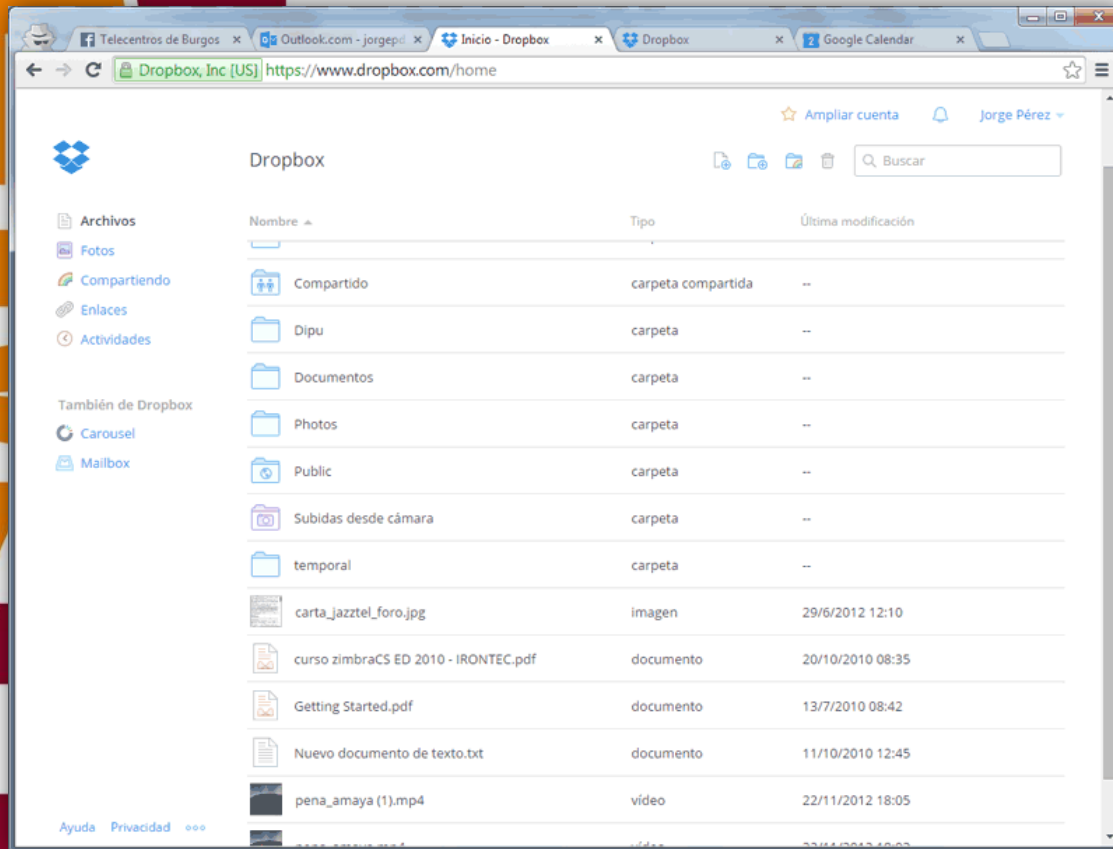 Telecentros de Burgos
Outlook.com - jorgepd
Inicio - Dropbox
Dropbox
Google Calendar
Dropbox, Inc [US] https://www.dropbox.com/home
Ampliar cuenta
Jorge Pérez
Dropbox
Buscar
Archivos
Fotos
Compartiendo
Enlaces
Actividades
También de Dropbox
Carousel
Mailbox
Nombre Tipo Última modificación
Compartido carpeta compartida --
Dipu carpeta --
Documentos carpeta --
Photos carpeta --
Public carpeta --
Subidas desde cámara carpeta --
temporal carpeta --
carta_jazztel_foro.jpg imagen 29/6/2012 12:10
curso zimbraCS ED 2010 - IRONTEC.pdf documento 20/10/2010 08:35
Getting Started.pdf documento 13/7/2010 08:42
Nuevo documento de texto.txt documento 11/10/2010 12:45
pena_amaya (1).mp4 vídeo 22/11/2012 18:05
Ayuda Privacidad